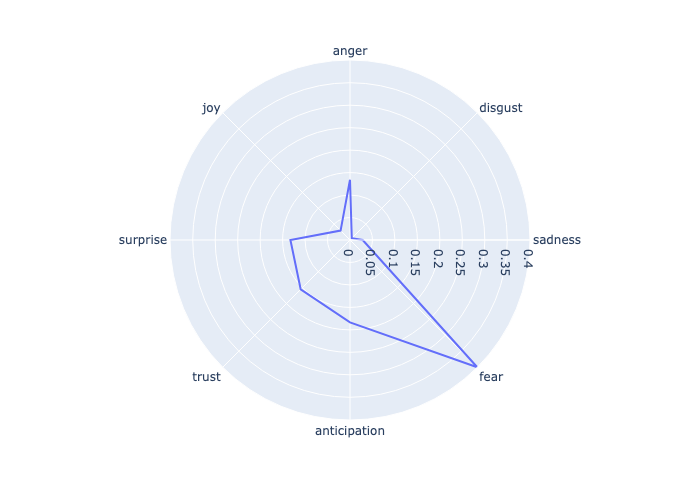 anger
joy
disgust
surprise
sadness
0
0.05
0.1
0.15
0.2
0.25
0.3
0.35
0.4
trust
fear
anticipation